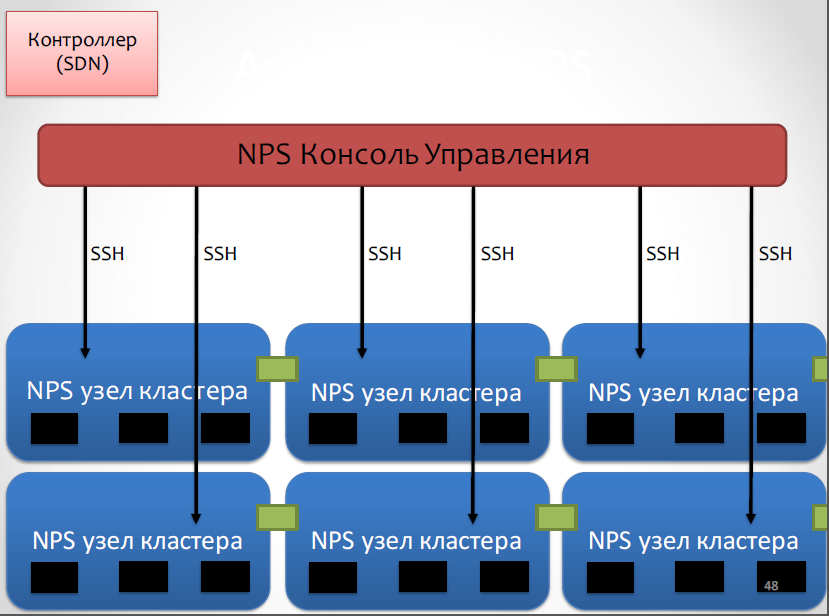 Контроллер
(SDN)
NPS Консоль Управления
SSH
SSH
SSH
SSH
SSH
SSH
NPS узел кластера
NPS узел кластера
NPS узел кластера
NPS узел кластера
NPS узел кластера
NPS узел кластера
48